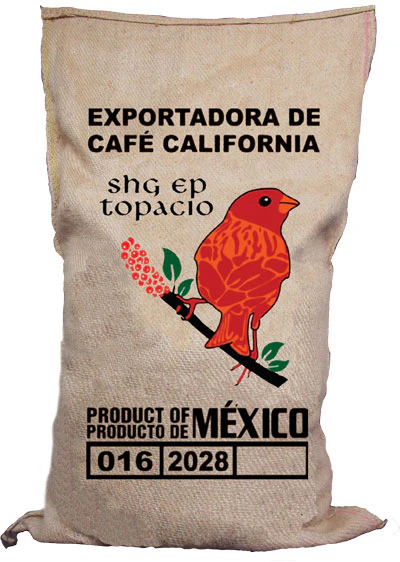 EXPORTADORA DE
CAFÉ CALIFORNIA
shg ep
topacio
PRODUCT OF
PRODUCTO DE MÉXICO
016 2028